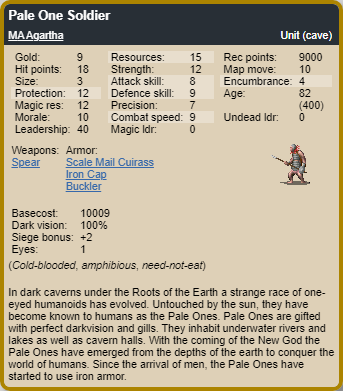 Pale One Soldier
MA Agartha Unit (cave)
Gold: 9 Resources: 15 Rec points: 9000
Hit points: 18 Strength: 12 Map move: 10
Size: 3 Attack skill: 8 Encumbrance: 4
Protection: 12 Defence skill: 9 Age: 82
Magic res: 12 Precision: 7 (400)
Morale: 10 Combat speed: 9 Undead ldr: 0
Leadership: 40 Magic ldr: 0
Weapons: Armor:
Spear Scale Mail Cuirass
Iron Cap
Buckler
Basecost: 10009
Dark vision: 100%
Siege bonus: +2
Eyes: 1
(Cold-blooded, amphibious, need-not-eat)
In dark caverns under the Roots of the Earth a strange race of one-
eyed humanoids has evolved. Untouched by the sun, they have
become known to humans as the Pale Ones. Pale Ones are gifted
with perfect darkvision and gills. They inhabit underwater rivers and
lakes as well as cavern halls. With the coming of the New God the
Pale Ones have emerged from the depths of the earth to conquer the
world of humans. Since the arrival of men, the Pale Ones have
started to use iron armor.